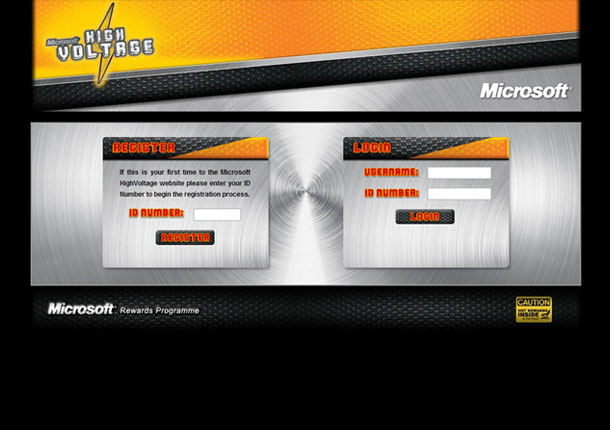 Microsoft HIGH
VOLTAGE
Microsoft
REGISTER
If this is your first time to the Microsoft
HighVoltage website please enter your ID
Number to begin the registration process.
ID NUMBER:
REGISTER
LOGIN
USERNAME:
ID NUMBER:
LOGIN
Microsoft Rewards Programme
CAUTION
HOT REWARDS
INSIDE